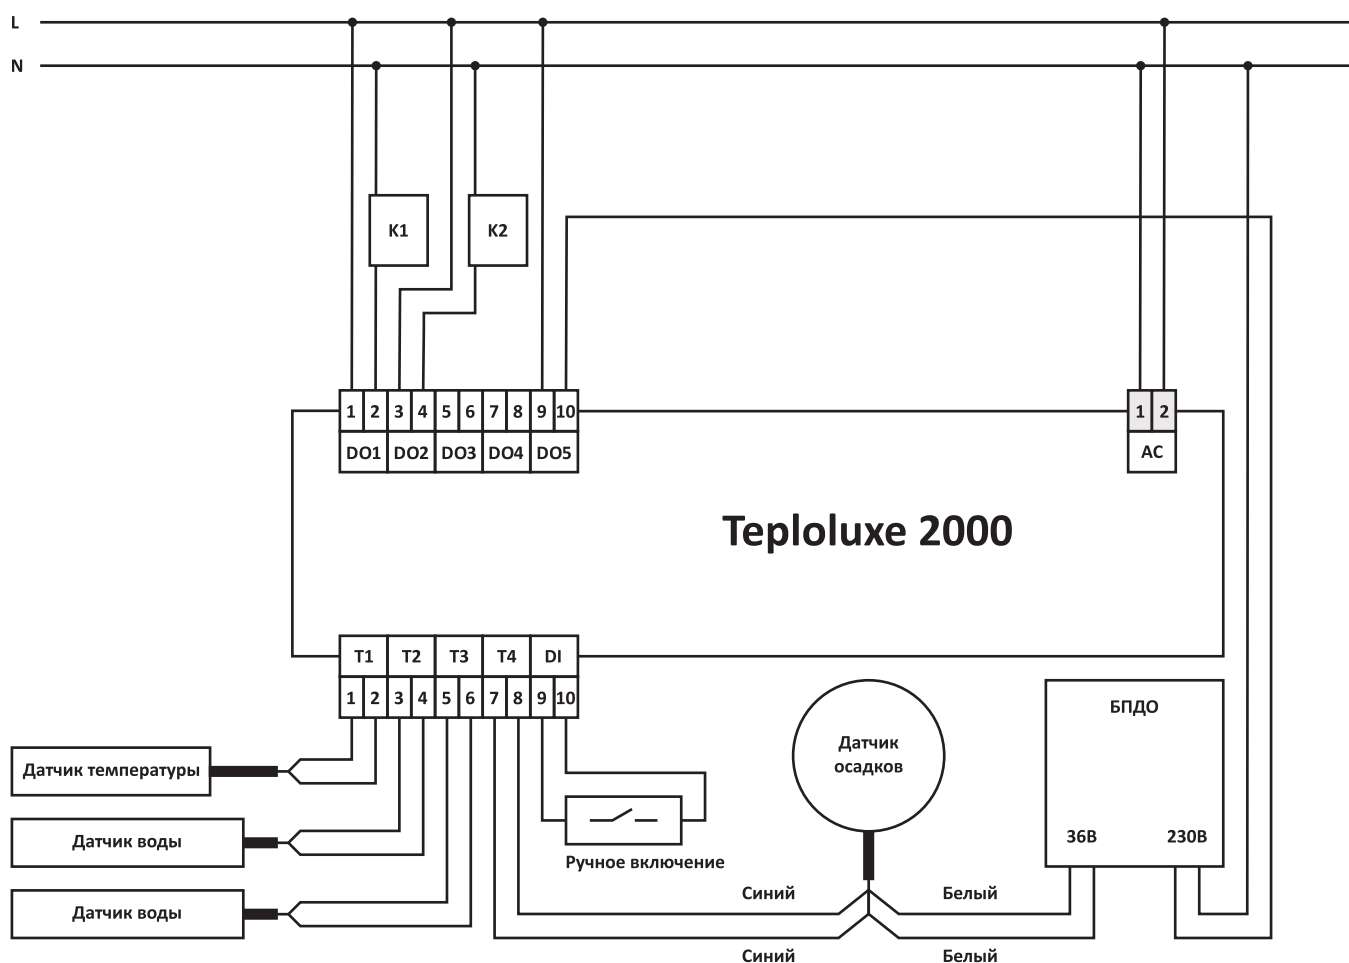 L
N
K1
K2
1 2 3 4 5 6 7 8 9 10
1 2
DO1 DO2 DO3 DO4 DO5
AC
Teploluxe 2000
T1 T2 T3 T4 DI
1 2 3 4 5 6 7 8 9 10
Датчик температуры
Датчик воды
Датчик воды
Ручное включение
Датчик
осадков
БПДО
36В
230В
Синий
Белый
Синий
Белый